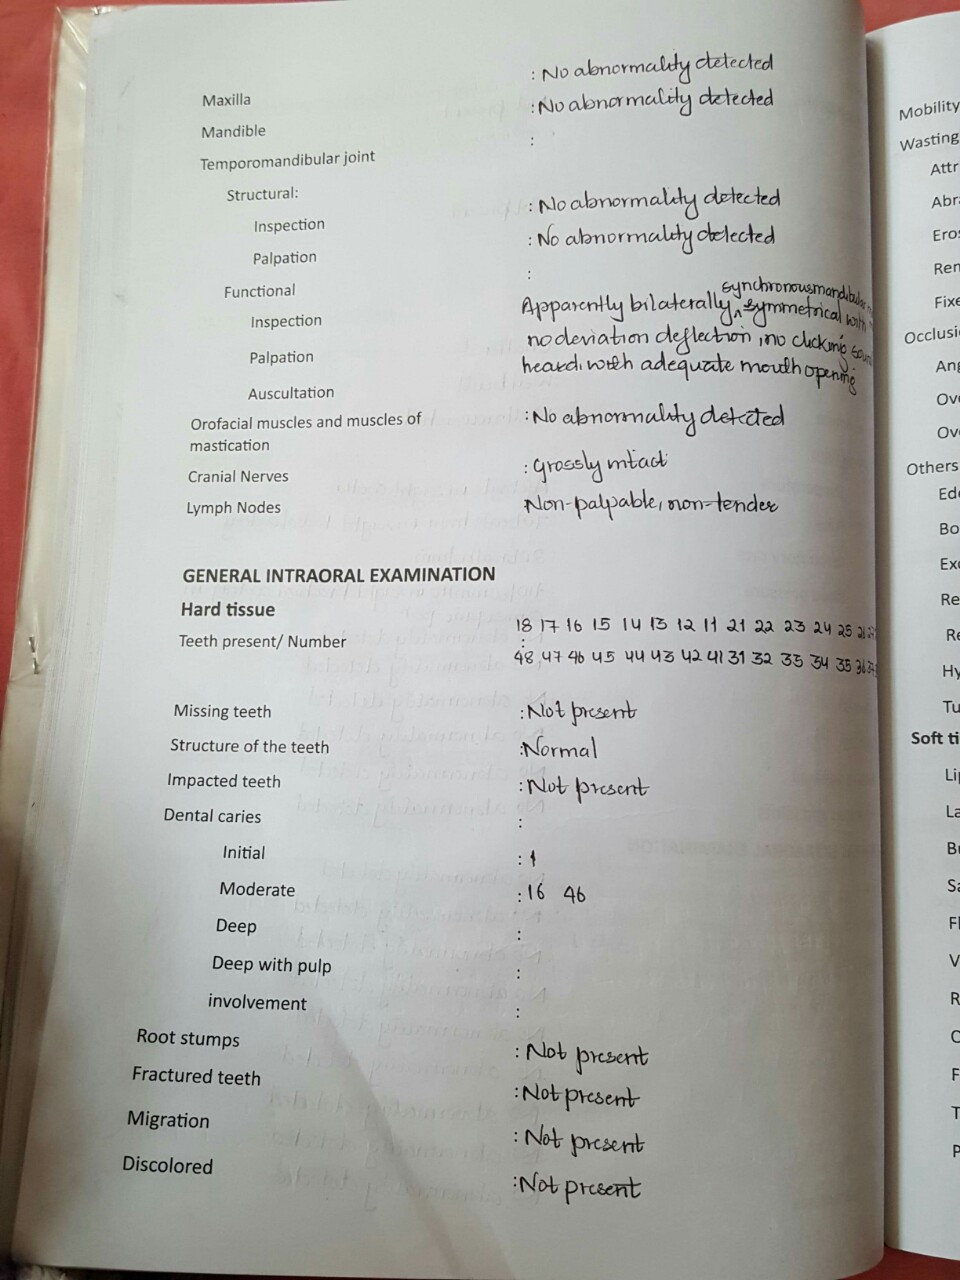 Maxilla : No abnormality detected
Mandible : No abnormality detected
Temporomandibular joint :
Structural:
Inspection : No abnormality detected
Palpation : No abnormality detected
Functional :
synchronous mandibular
Inspection Apparently bilaterally ^ symmetrical with
Palpation no deviation deflection, no clicking
Auscultation heard. with adequate mouth opening
Orofacial muscles and muscles of : No abnormality detected
mastication
Cranial Nerves : Grossly intact
Lymph Nodes Non-palpable, non-tender
GENERAL INTRAORAL EXAMINATION
Hard tissue
18 17 16 15 14 13 12 11 21 22 23 24 25
Teeth present/ Number :
48 47 46 45 44 43 42 41 31 32 33 34 35 36
Missing teeth : Not present
Structure of the teeth : Normal
Impacted teeth : Not present
Dental caries :
Initial :
Moderate : 16 46
Deep :
Deep with pulp :
involvement :
Root stumps : Not present
Fractured teeth : Not present
Migration : Not present
Discolored : Not present
Mobility
Wasting
Attr
Abr
Eros
Ren
Fixe
Occlusi
Ang
Ove
Ov
Others
Ede
Bo
Exc
Re
Re
Hy
Tu
Soft ti
Li
La
Bu
Sa
Fl
V
R
F
T
P